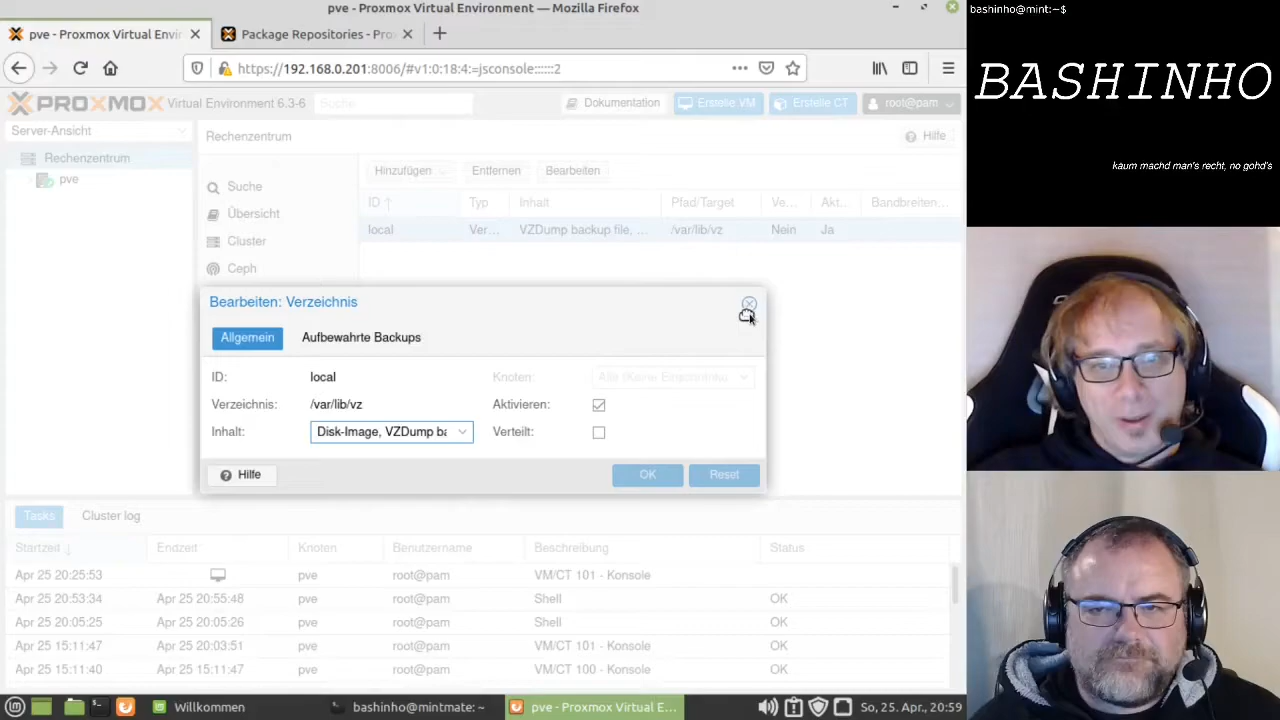 pve - Proxmox Virtual Environment — Mozilla Firefox
pve - Proxmox Virtual Envir
Package Repositories - Pro
https://192.168.0.201:8006/#v1:0:18:4:=jsconsole::::::2
PROXMOX Virtual Environment 6.3-6
Suche
Dokumentation
Erstelle VM
Erstelle CT
root@pam
Server-Ansicht
Rechenzentrum
pve
Rechenzentrum
Hilfe
Suche
Übersicht
Cluster
Ceph
Hinzufügen
Entfernen
Bearbeiten
ID
Typ
Inhalt
Pfad/Target
Ve...
Akt...
Bandbreiten...
local
Ver...
VZDump backup file, ...
/var/lib/vz
Nein
Ja
Bearbeiten: Verzeichnis
Allgemein
Aufbewahrte Backups
ID:
local
Knoten:
Alle (Keine Einschränku
Verzeichnis:
/var/lib/vz
Aktivieren:
Inhalt:
Disk-Image, VZDump ba
Verteilt:
Hilfe
OK
Reset
Tasks
Cluster log
Startzeit
Endzeit
Knoten
Benutzername
Beschreibung
Status
Apr 25 20:25:53
pve
root@pam
VM/CT 101 - Konsole
Apr 25 20:53:34
Apr 25 20:55:48
pve
root@pam
Shell
OK
Apr 25 20:05:25
Apr 25 20:05:26
pve
root@pam
Shell
OK
Apr 25 15:11:47
Apr 25 20:03:51
pve
root@pam
VM/CT 101 - Konsole
OK
Apr 25 15:11:40
Apr 25 15:11:47
pve
root@pam
VM/CT 100 - Konsole
OK
Willkommen
bashinho@mintmate: ~
pve - Proxmox Virtual E...
So, 25. Apr., 20:59
bashinho@mint:~$
BASHINHO
kaum machd man's recht, no gohd's